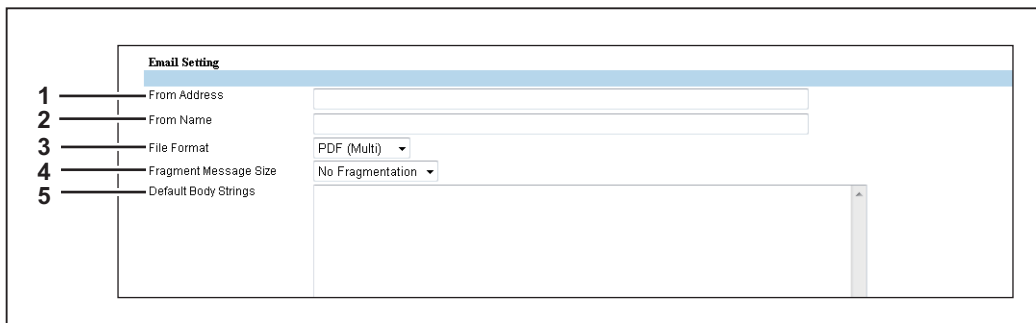 Email Setting
1 From Address
2 From Name
3 File Format PDF (Multi)
4 Fragment Message Size No Fragmentation
5 Default Body Strings